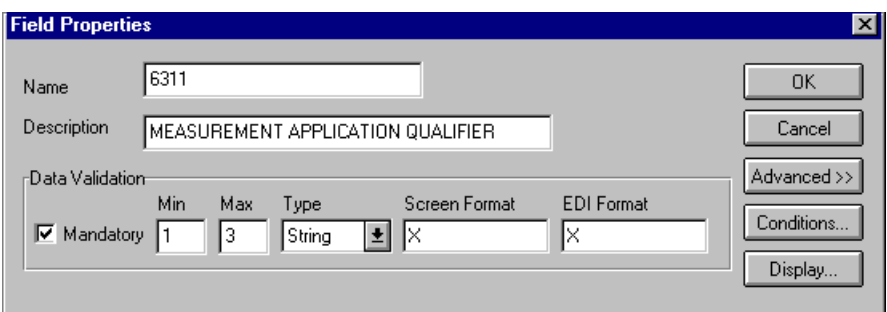 Field Properties
Name 6311 OK
Description MEASUREMENT APPLICATION QUALIFIER Cancel
Data Validation Advanced >>
Min Max Type Screen Format EDI Format
Mandatory 1 3 String X X Conditions...
Display...